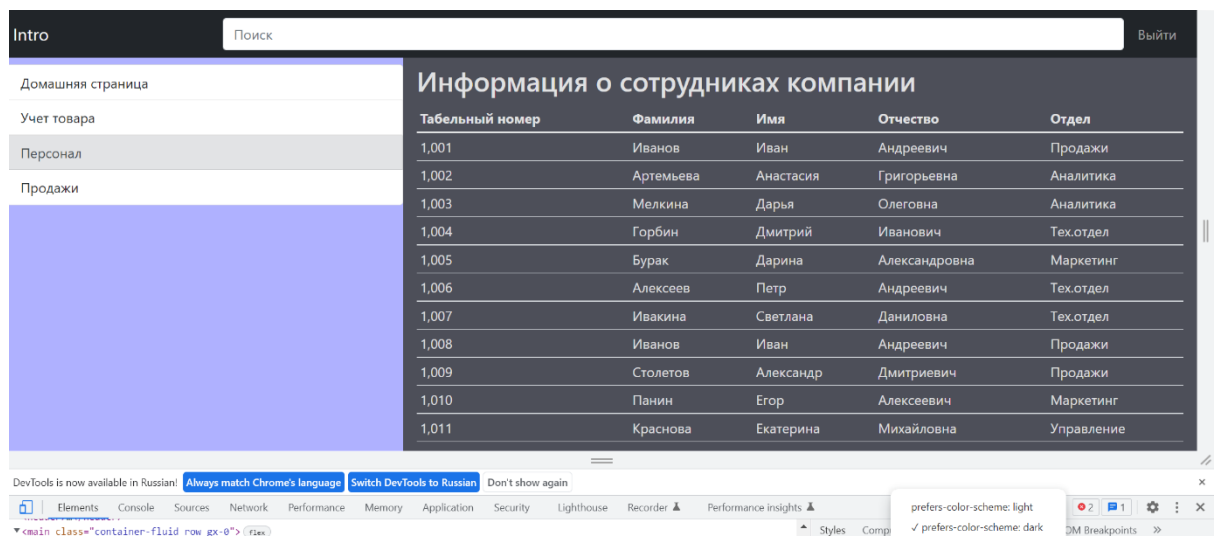 Intro Поиск Выйти
Домашняя страница
Учет товара
Персонал
Продажи
Информация о сотрудниках компании
Табельный номер Фамилия Имя Отчество Отдел
1,001 Иванов Иван Андреевич Продажи
1,002 Артемьева Анастасия Григорьевна Аналитика
1,003 Мелкина Дарья Олеговна Аналитика
1,004 Горбин Дмитрий Иванович Тех.отдел
1,005 Бурак Дарина Александровна Маркетинг
1,006 Алексеев Петр Андреевич Тех.отдел
1,007 Ивакина Светлана Даниловна Тех.отдел
1,008 Иванов Иван Андреевич Продажи
1,009 Столетов Александр Дмитриевич Продажи
1,010 Панин Егор Алексеевич Маркетинг
1,011 Краснова Екатерина Михайловна Управление
DevTools is now available in Russian! Always match Chrome's language Switch DevTools to Russian Don't show again
Elements Console Sources Network Performance Memory Application Security Lighthouse Recorder Performance insights prefers-color-scheme: light 2 1
<main class="container-fluid row gx-0"> flex Styles Comp ✓ prefers-color-scheme: dark OM Breakpoints »